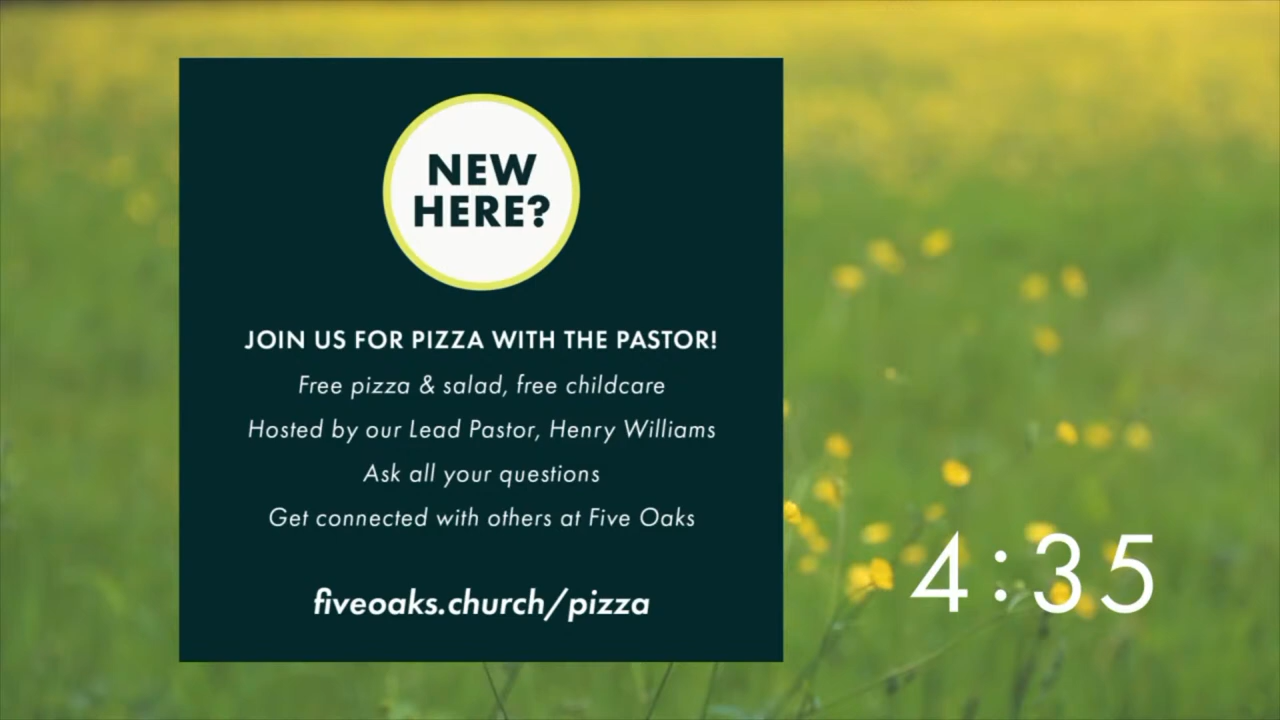 NEW
HERE?
JOIN US FOR PIZZA WITH THE PASTOR!
Free pizza & salad, free childcare
Hosted by our Lead Pastor, Henry Williams
Ask all your questions
Get connected with others at Five Oaks
fiveoaks.church/pizza
4:35